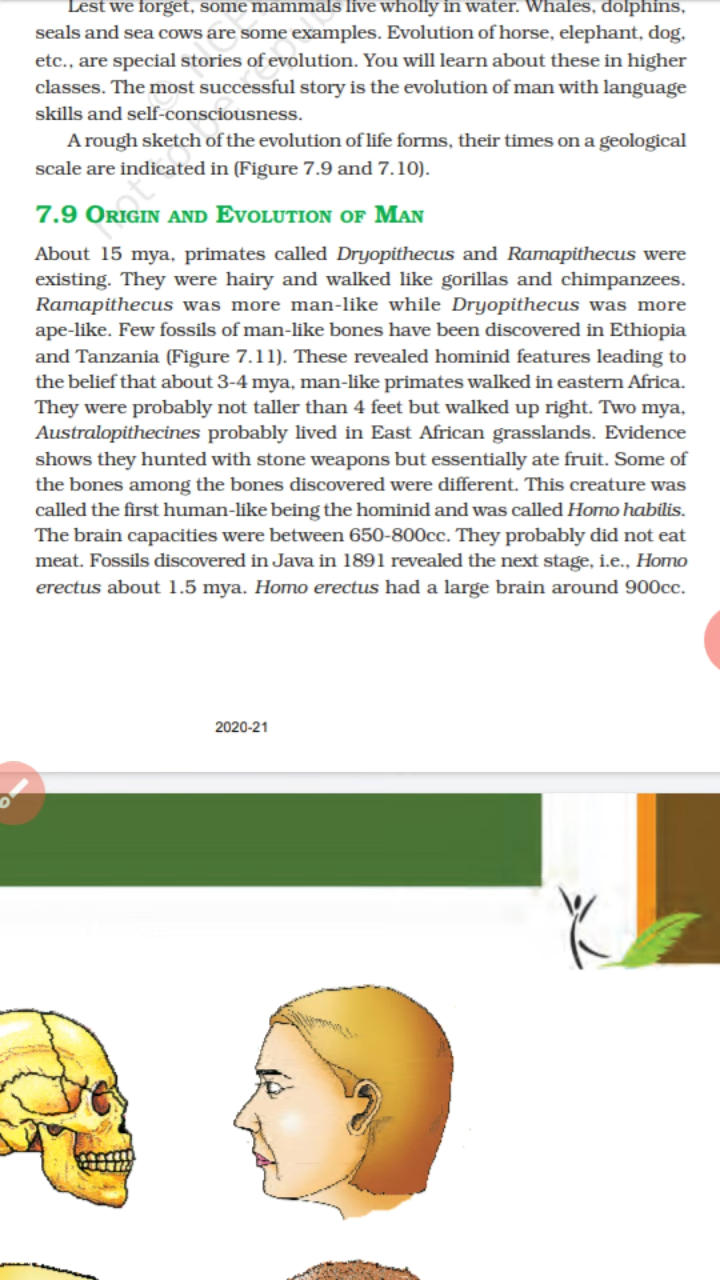 Lest we forget, some mammals live wholly in water. Whales, dolphins,
seals and sea cows are some examples. Evolution of horse, elephant, dog,
etc., are special stories of evolution. You will learn about these in higher
classes. The most successful story is the evolution of man with language
skills and self-consciousness.
A rough sketch of the evolution of life forms, their times on a geological
scale are indicated in (Figure 7.9 and 7.10).
7.9 ORIGIN AND EVOLUTION OF MAN
About 15 mya, primates called Dryopithecus and Ramapithecus were
existing. They were hairy and walked like gorillas and chimpanzees.
Ramapithecus was more man-like while Dryopithecus was more
ape-like. Few fossils of man-like bones have been discovered in Ethiopia
and Tanzania (Figure 7.11). These revealed hominid features leading to
the belief that about 3-4 mya, man-like primates walked in eastern Africa.
They were probably not taller than 4 feet but walked up right. Two mya,
Australopithecines probably lived in East African grasslands. Evidence
shows they hunted with stone weapons but essentially ate fruit. Some of
the bones among the bones discovered were different. This creature was
called the first human-like being the hominid and was called Homo habilis.
The brain capacities were between 650-800cc. They probably did not eat
meat. Fossils discovered in Java in 1891 revealed the next stage, i.e., Homo
erectus about 1.5 mya. Homo erectus had a large brain around 900cc.
2020-21
not to be repub